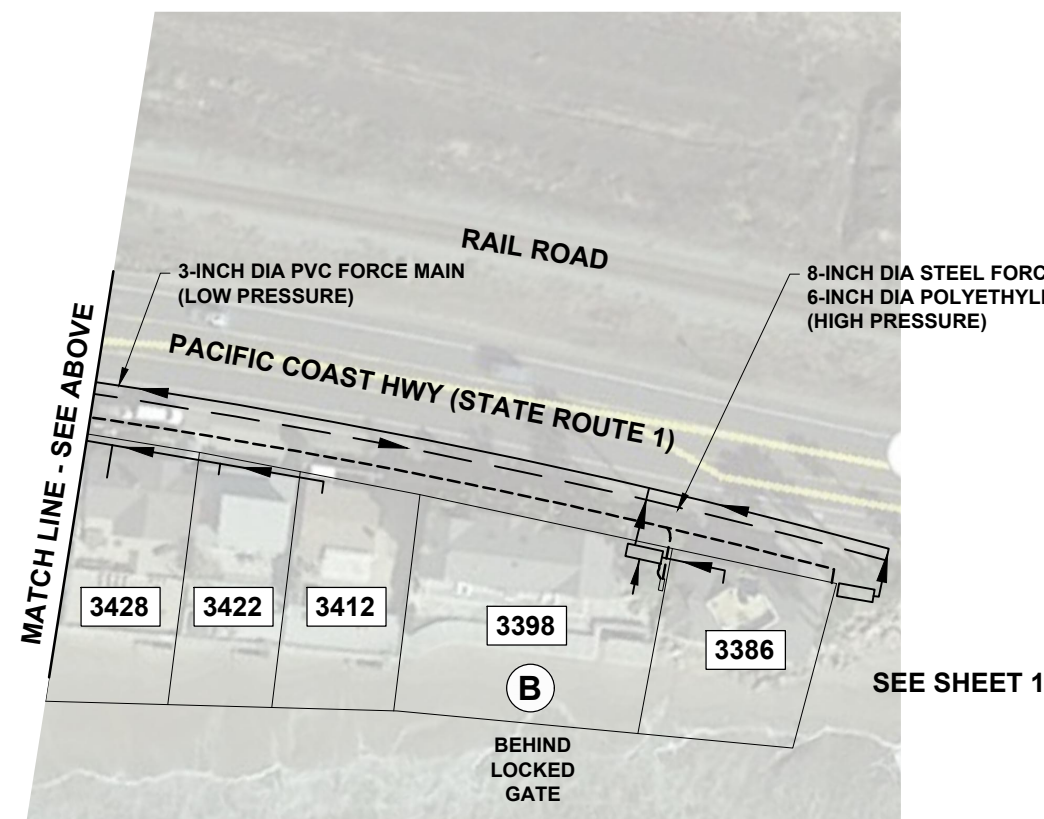 RAIL ROAD
3-INCH DIA PVC FORCE MAIN
(LOW PRESSURE)
8-INCH DIA STEEL FORC
6-INCH DIA POLYETHYL
(HIGH PRESSURE)
PACIFIC COAST HWY (STATE ROUTE 1)
MATCH LINE - SEE ABOVE
3428
3422
3412
3398
3386
B
SEE SHEET 1
BEHIND
LOCKED
GATE